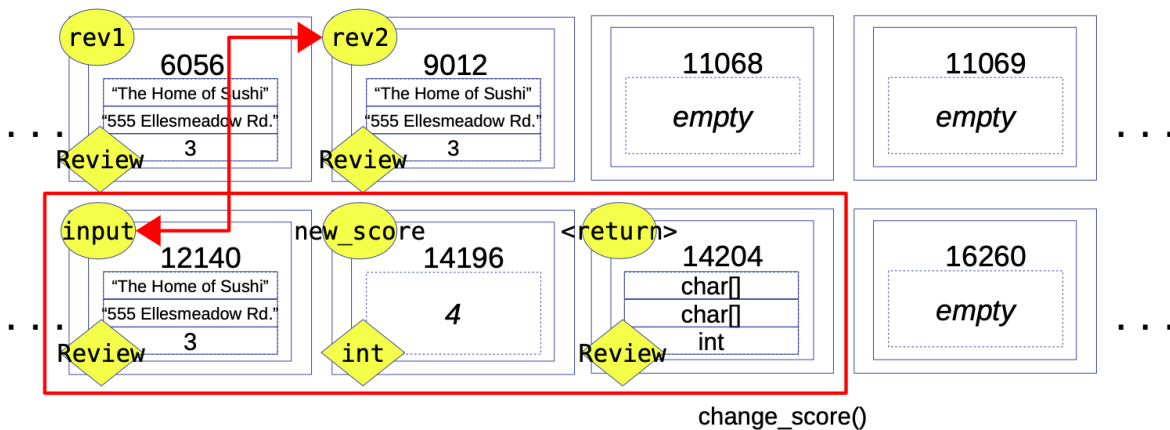 rev1
rev2
6056
9012
11068
11069
"The Home of Sushi"
"The Home of Sushi"
"555 Ellesmeadow Rd."
"555 Ellesmeadow Rd."
empty
empty
3
3
. . .
. . .
Review
Review
input
new_score
<return>
12140
14196
14204
16260
"The Home of Sushi"
char[]
"555 Ellesmeadow Rd."
4
char[]
empty
3
int
. . .
. . .
Review
int
Review
change_score()